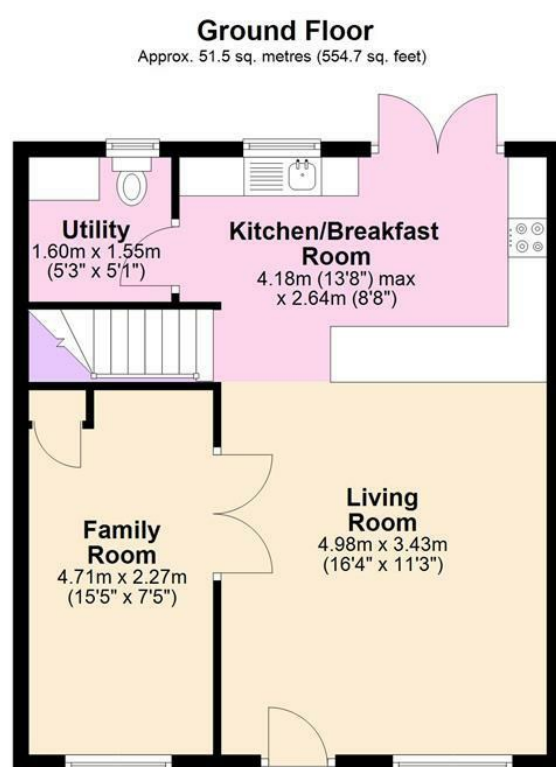 Ground Floor
Approx. 51.5 sq. metres (554.7 sq. feet)
Utility
1.60m x 1.55m
(5'3" x 5'1")
Kitchen/Breakfast
Room
4.18m (13'8") max
x 2.64m (8'8")
Living
Room
4.98m x 3.43m
(16'4" x 11'3")
Family
Room
4.71m x 2.27m
(15'5" x 7'5")